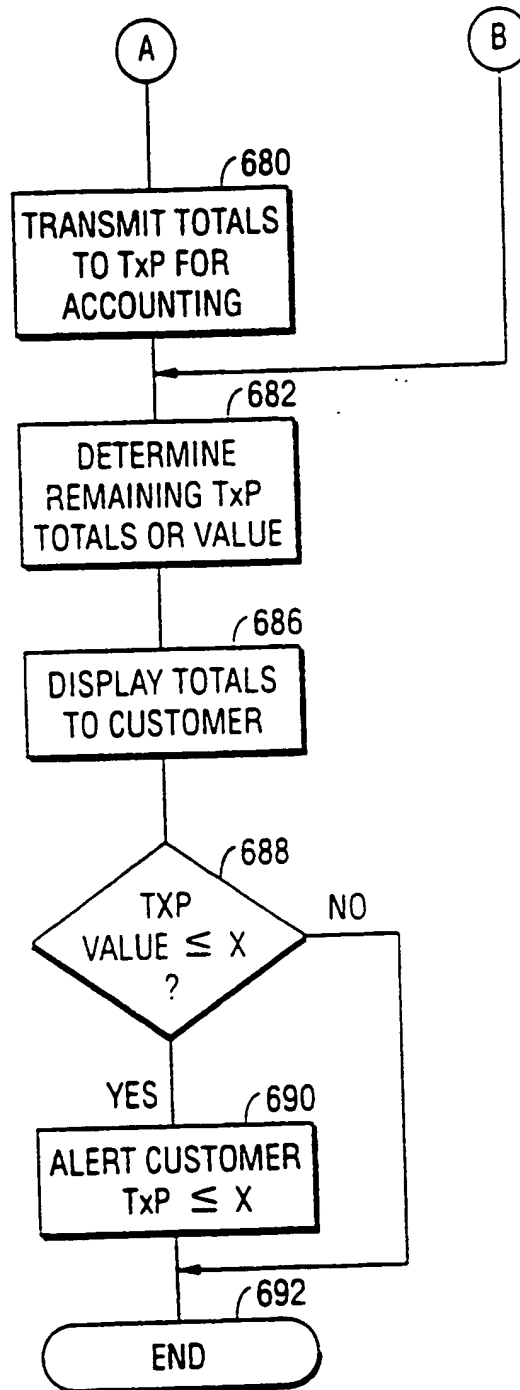 A
B
680
TRANSMIT TOTALS
TO TxP FOR
ACCOUNTING
682
DETERMINE
REMAINING TxP
TOTALS OR VALUE
686
DISPLAY TOTALS
TO CUSTOMER
688
TXP
VALUE ≤ X
?
NO
YES
690
ALERT CUSTOMER
TxP ≤ X
692
END